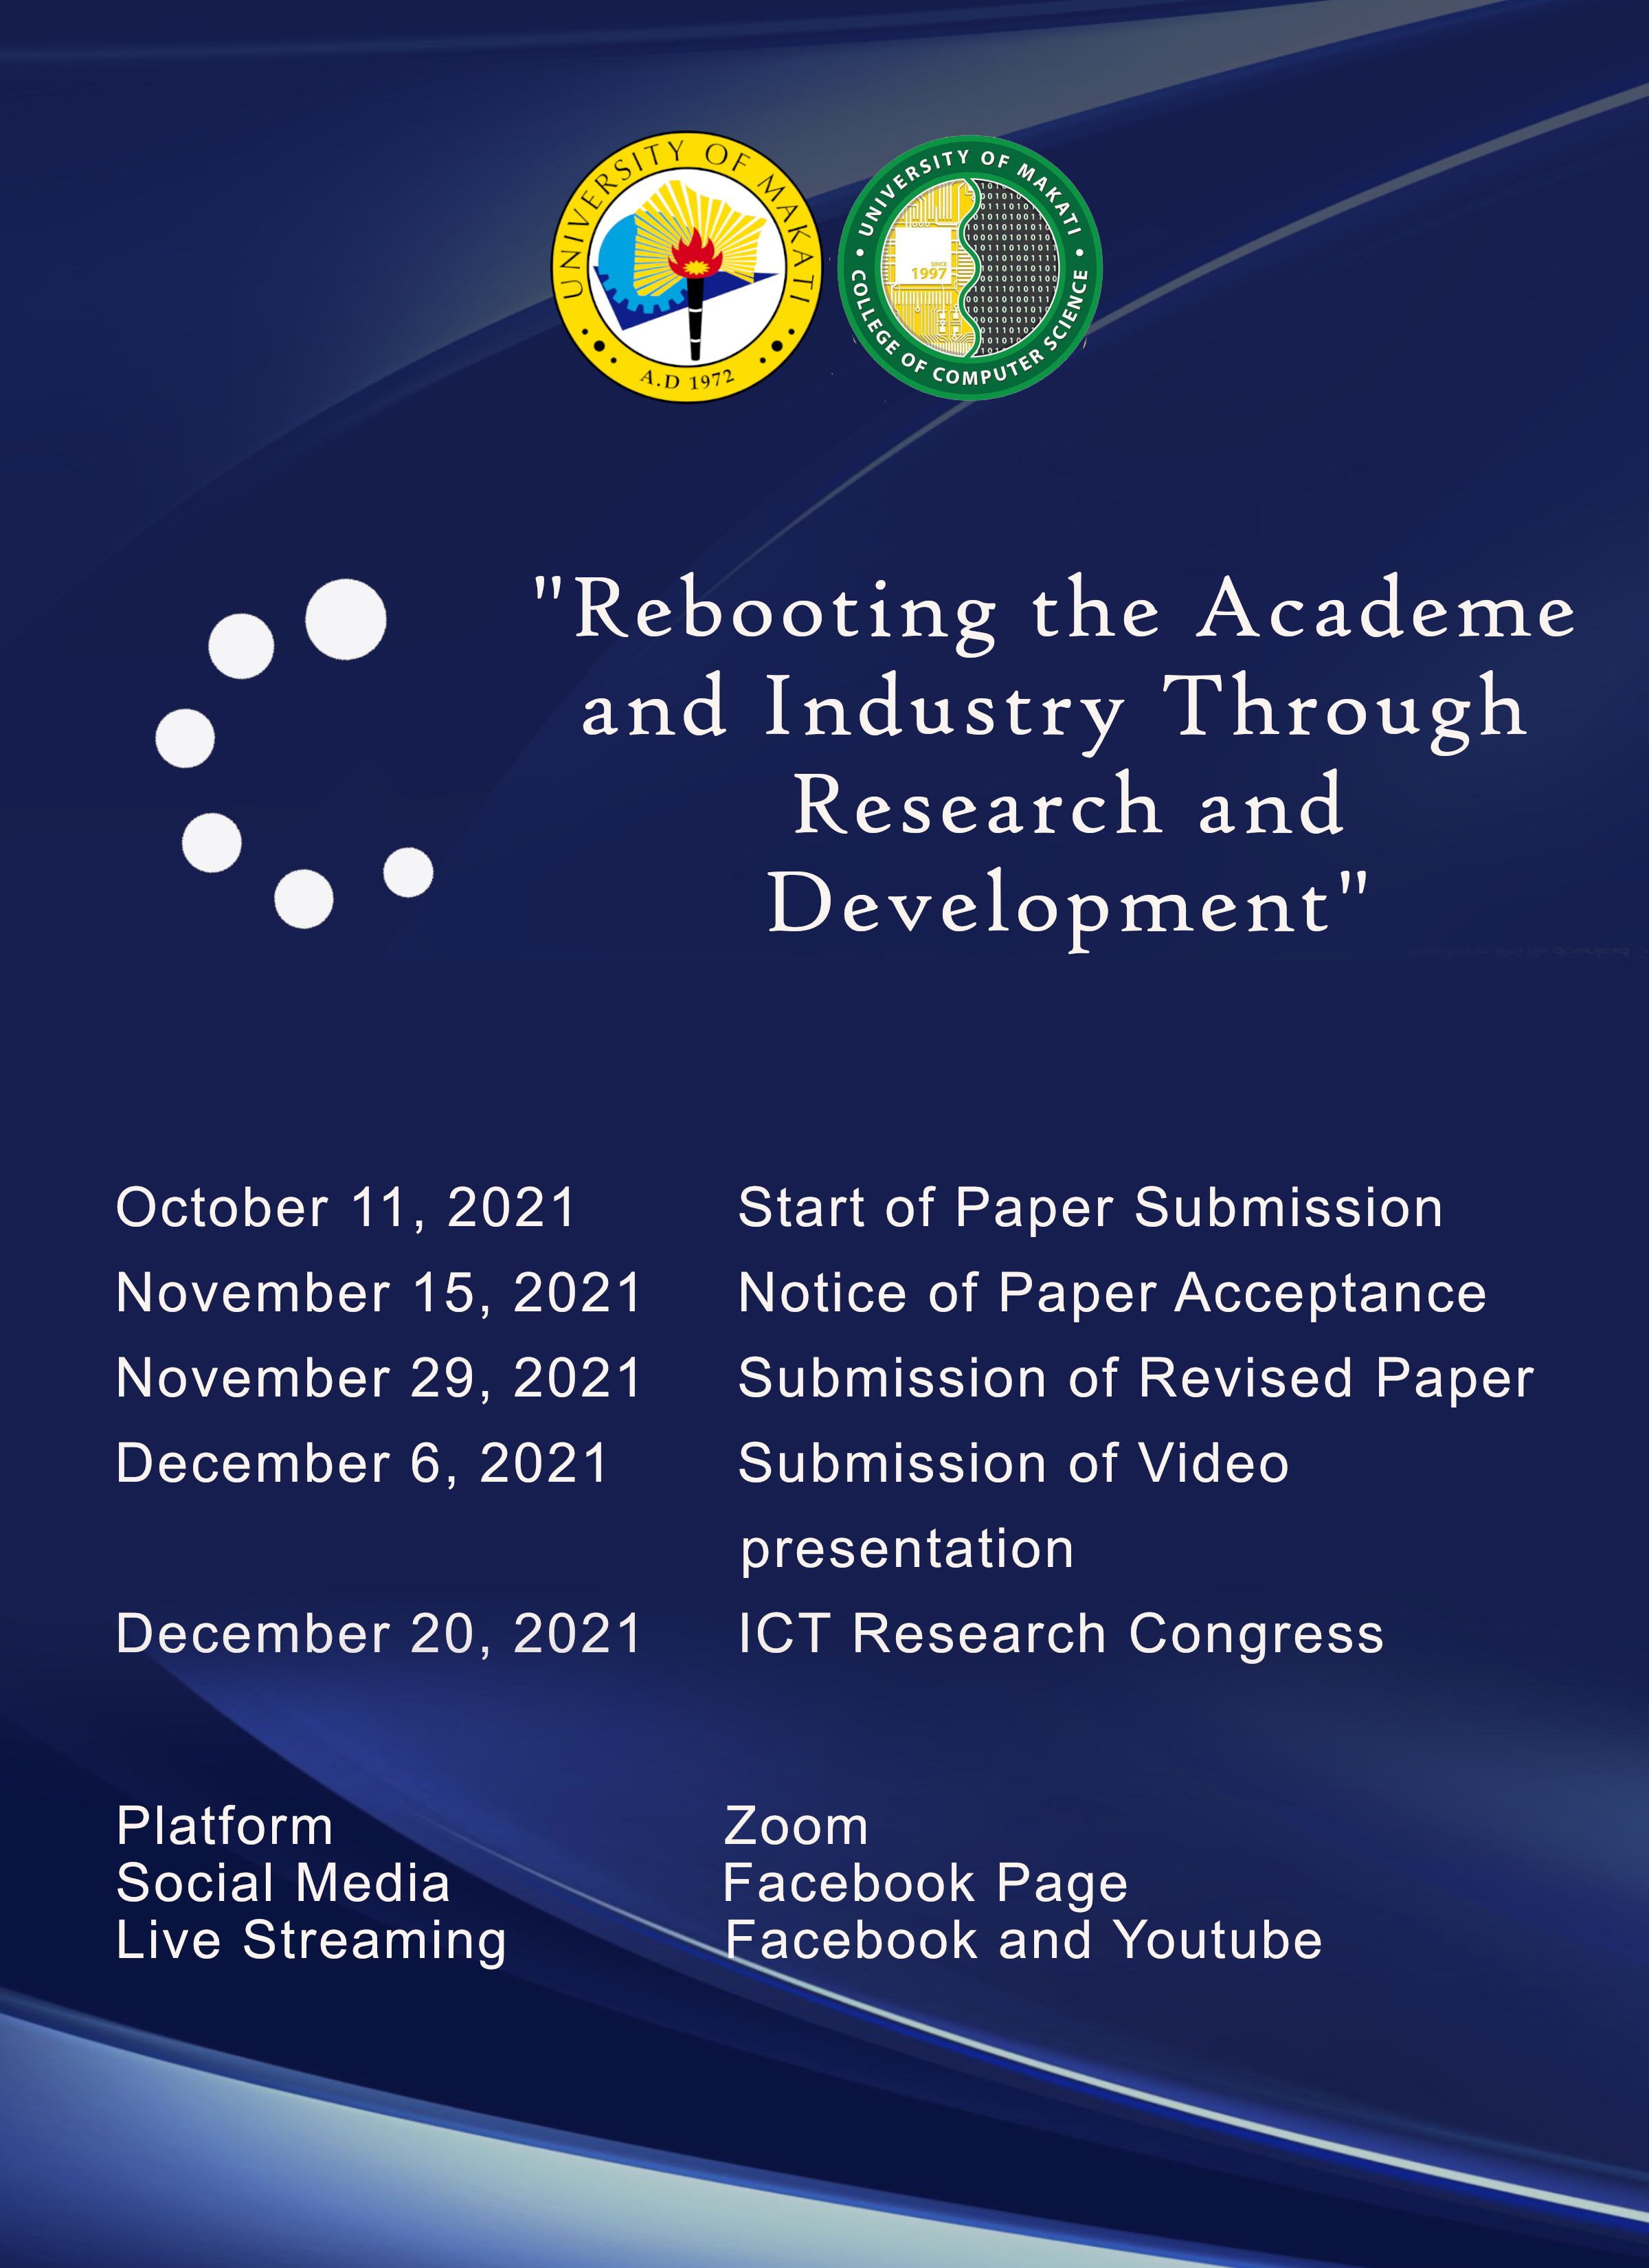 UNIVERSITY OF MAKATI
A.D 1972
UNIVERSITY OF MAKATI
COLLEGE OF COMPUTER SCIENCE
SINCE
1997
"Rebooting the Academe
and Industry Through
Research and
Development"
October 11, 2021 Start of Paper Submission
November 15, 2021 Notice of Paper Acceptance
November 29, 2021 Submission of Revised Paper
December 6, 2021 Submission of Video
presentation
December 20, 2021 ICT Research Congress
Platform Zoom
Social Media Facebook Page
Live Streaming Facebook and Youtube